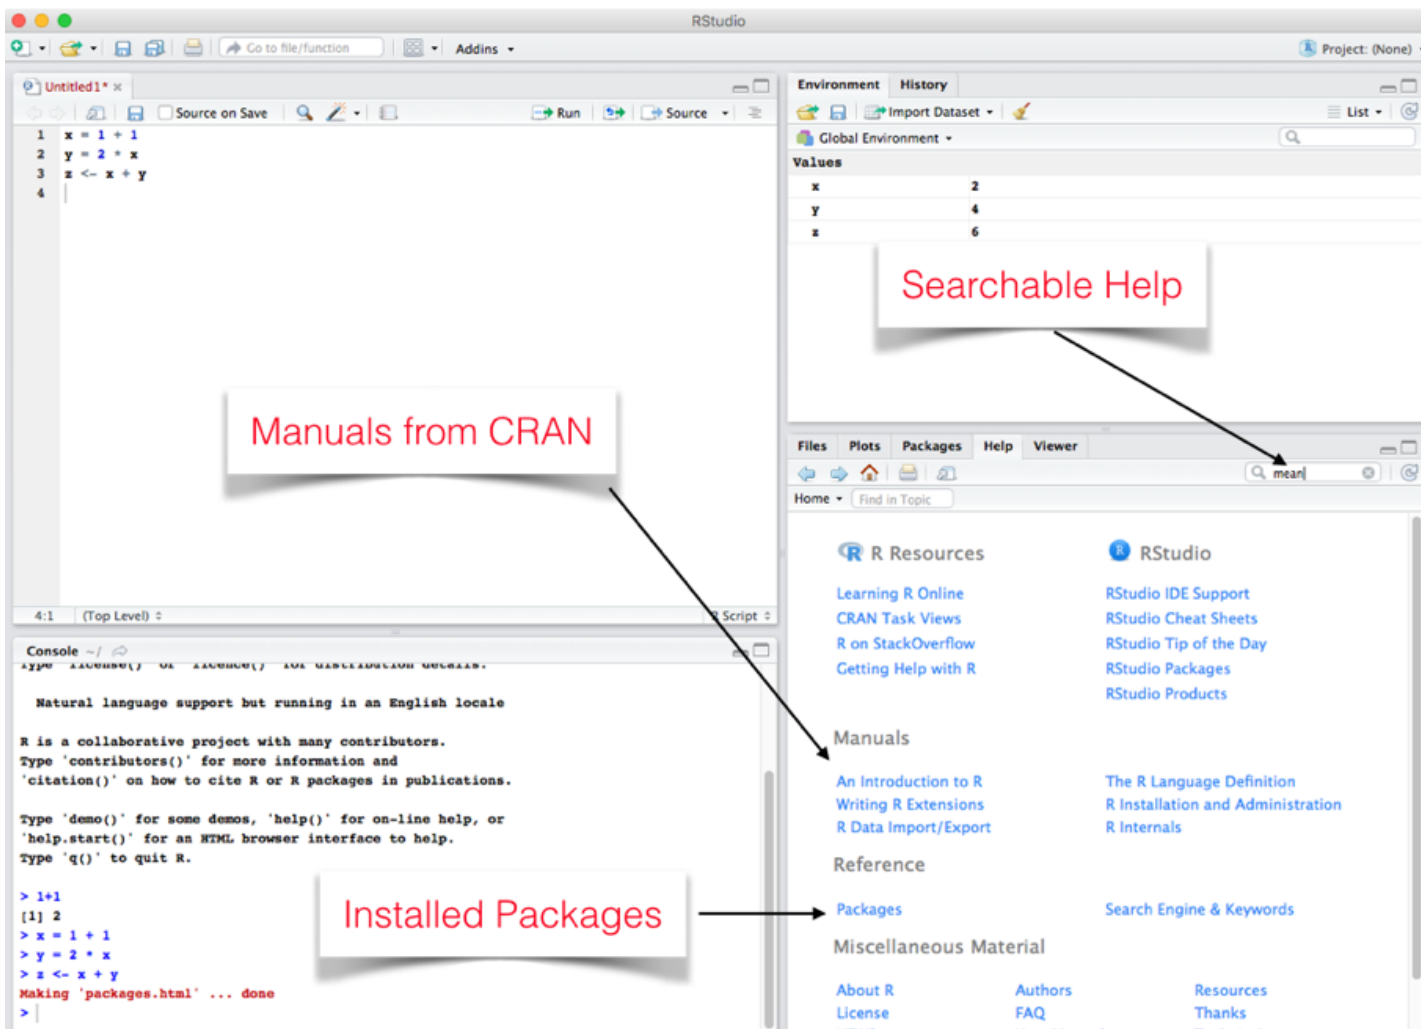 RStudio
Go to file/function
Addins
Project: (None)
Untitled1*
Source on Save
Run
Source
1 x = 1 + 1
2 y = 2 * x
3 z <- x + y
4
4:1 (Top Level)
R Script
Console ~/
Type 'license()' or 'licence()' for distribution details.
Natural language support but running in an English locale
R is a collaborative project with many contributors.
Type 'contributors()' for more information and
'citation()' on how to cite R or R packages in publications.
Type 'demo()' for some demos, 'help()' for on-line help, or
'help.start()' for an HTML browser interface to help.
Type 'q()' to quit R.
> 1+1
[1] 2
> x = 1 + 1
> y = 2 * x
> z <- x + y
Making 'packages.html' ... done
>
Manuals from CRAN
Installed Packages
Environment History
Import Dataset
List
Global Environment
Values
x 2
y 4
z 6
Searchable Help
Files Plots Packages Help Viewer
mean
Home Find in Topic
R R Resources
Learning R Online
CRAN Task Views
R on StackOverflow
Getting Help with R
R RStudio
RStudio IDE Support
RStudio Cheat Sheets
RStudio Tip of the Day
RStudio Packages
RStudio Products
Manuals
An Introduction to R The R Language Definition
Writing R Extensions R Installation and Administration
R Data Import/Export R Internals
Reference
Packages Search Engine & Keywords
Miscellaneous Material
About R Authors Resources
License FAQ Thanks